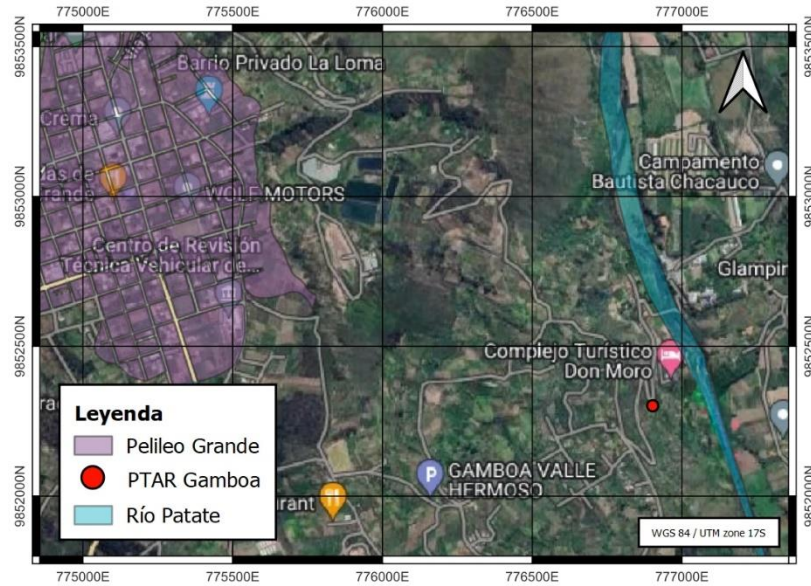 775000E 775500E 776000E 776500E 777000E
9853500N 9853500N
Barrio Privado La Loma
Crema
Campamento
Bautista Chacauco
9853000N 9853000N
WOLF MOTORS
Centro de Revisión
Técnica Vehicular de...
Glampin
9852500N 9852500N
Complejo Turístico
Don Moro
Leyenda
Pelileo Grande
PTAR Gamboa
Río Patate
GAMBOA VALLE
HERMOSO
9852000N 9852000N
WGS 84 / UTM zone 17S
775000E 775500E 776000E 776500E 777000E